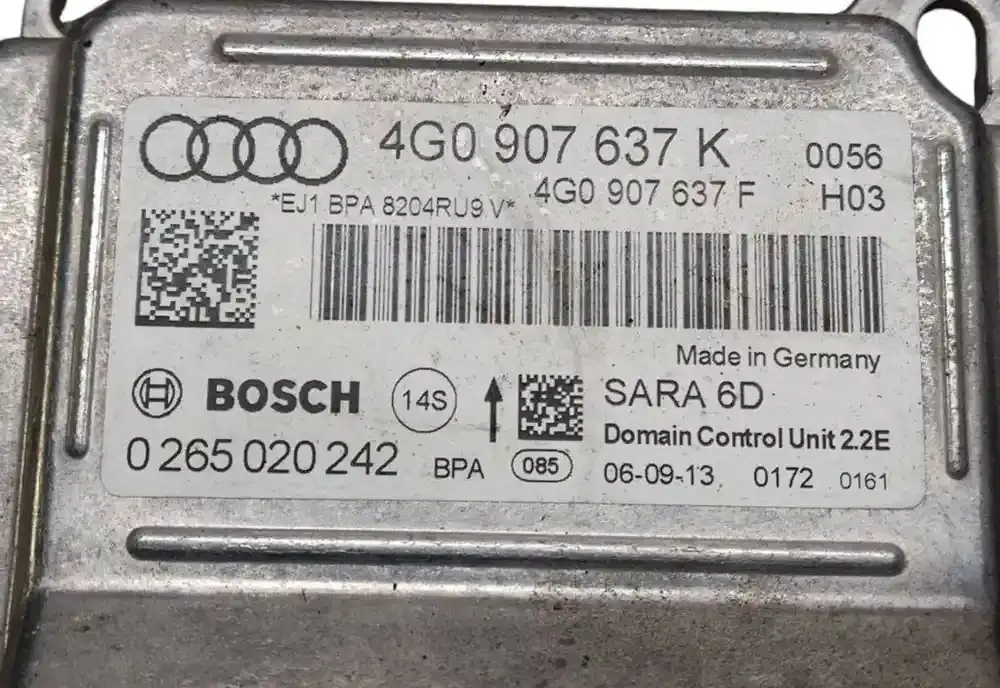 4G0 907 637 K 0056
4G0 907 637 F H03
*EJ1 BPA 8204RU9 V*
Made in Germany
BOSCH 14S SARA 6D
Domain Control Unit 2.2E
0 265 020 242 BPA 085 06-09-13 0172 0161